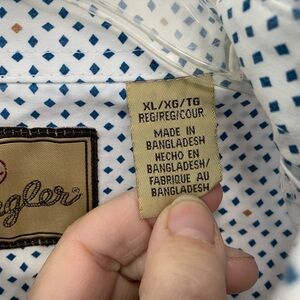 XL/XG/TG
REG/REG/COUR
MADE IN
BANGLADESH
HECHO EN
BANGLADESH/
FABRIQUE AU
BANGLADESH